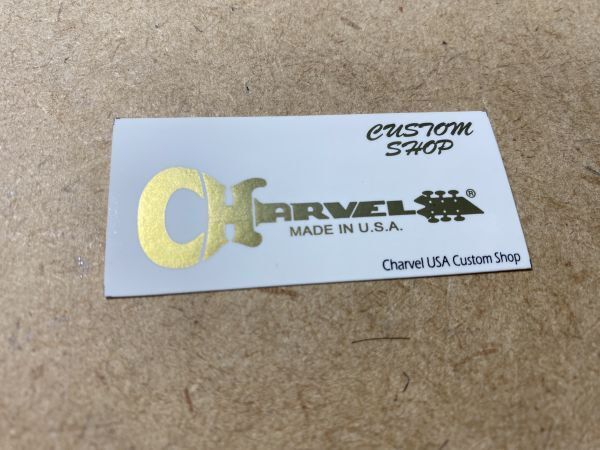 CUSTOM
SHOP
CHARVEL®
MADE IN U.S.A.
Charvel USA Custom Shop